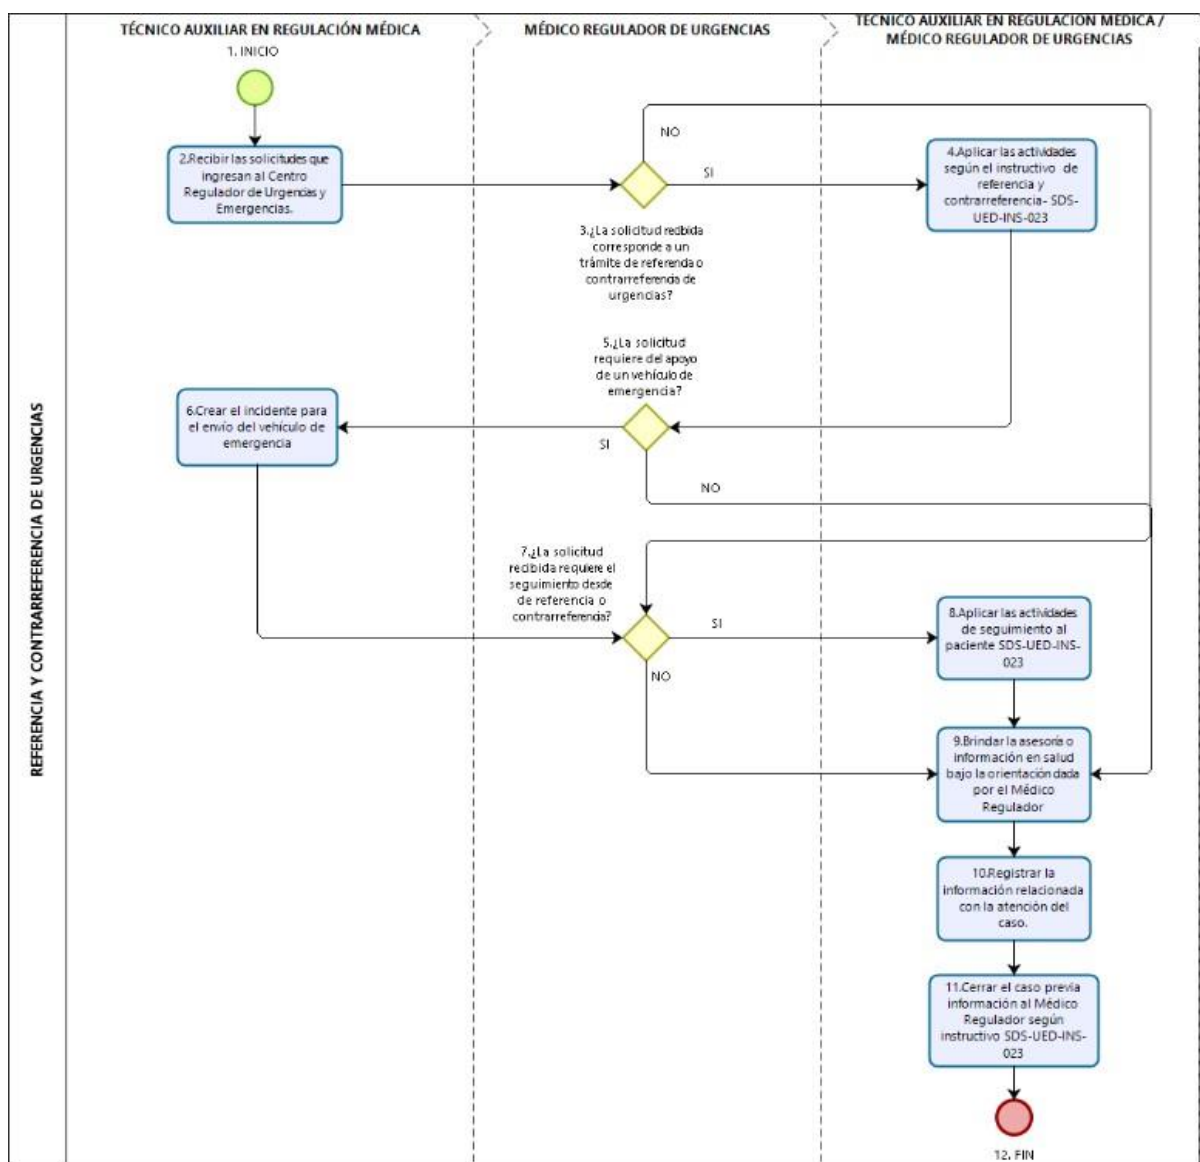 TÉCNICO AUXILIAR EN REGULACIÓN MÉDICA
MÉDICO REGULADOR DE URGENCIAS
TÉCNICO AUXILIAR EN REGULACIÓN MÉDICA /
MÉDICO REGULADOR DE URGENCIAS
REFERENCIA Y CONTRARREFERENCIA DE URGENCIAS
1. INICIO
2.Recibir las solicitudes que
ingresan al Centro
Regulador de Urgencias y
Emergencias.
NO
SI
3.¿La solicitud recibida
corresponde a un
trámite de referencia o
contrarreferencia de
urgencias?
4.Aplicar las actividades
según el instructivo de
referencia y
contrarreferencia- SDS-
UED-INS-023
5.¿La solicitud
requiere del apoyo
de un vehículo de
emergencia?
SI
NO
6.Crear el incidente para
el envío del vehículo de
emergencia
7.¿La solicitud
recibida requiere el
seguimiento desde
de referencia o
contrarreferencia?
SI
NO
8.Aplicar las actividades
de seguimiento al
paciente SDS-UED-INS-
023
9.Brindar la asesoría o
información en salud
bajo la orientación dada
por el Médico
Regulador
10.Registrar la
información relacionada
con la atención del
caso.
11.Cerrar el caso previa
información al Médico
Regulador según
instructivo SDS-UED-INS-
023
12. FIN